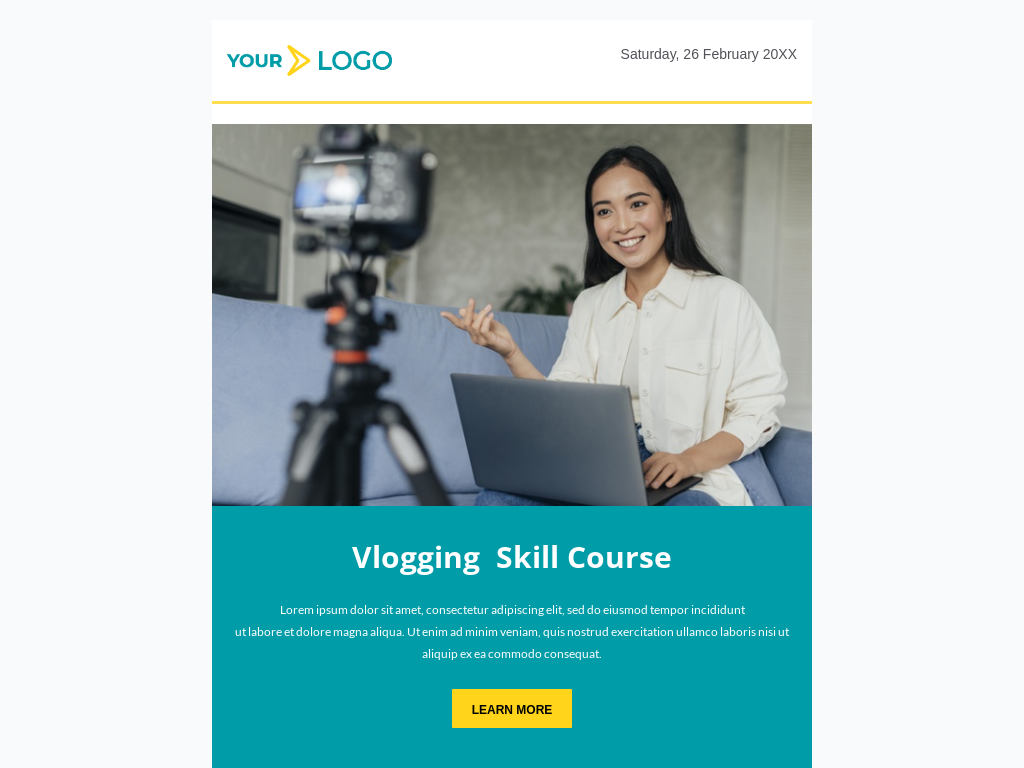 YOUR LOGO
Saturday, 26 February 20XX
Vlogging  Skill Course
Lorem ipsum dolor sit amet, consectetur adipiscing elit, sed do eiusmod tempor incididunt
ut labore et dolore magna aliqua. Ut enim ad minim veniam, quis nostrud exercitation ullamco laboris nisi ut
aliquip ex ea commodo consequat.
LEARN MORE